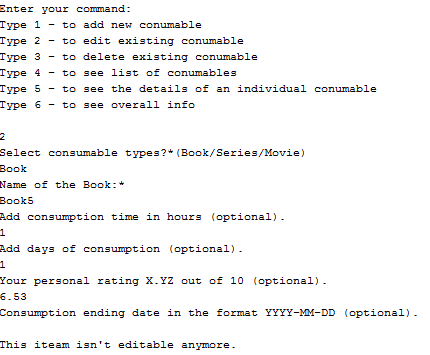 Enter your command:
Type 1 - to add new conumable
Type 2 - to edit existing conumable
Type 3 - to delete existing conumable
Type 4 - to see list of conumables
Type 5 - to see the details of an individual conumable
Type 6 - to see overall info
2
Select consumable types?*(Book/Series/Movie)
Book
Name of the Book:*
Book5
Add consumption time in hours (optional).
1
Add days of consumption (optional).
1
Your personal rating X.YZ out of 10 (optional).
6.53
Consumption ending date in the format YYYY-MM-DD (optional).
This iteam isn't editable anymore.